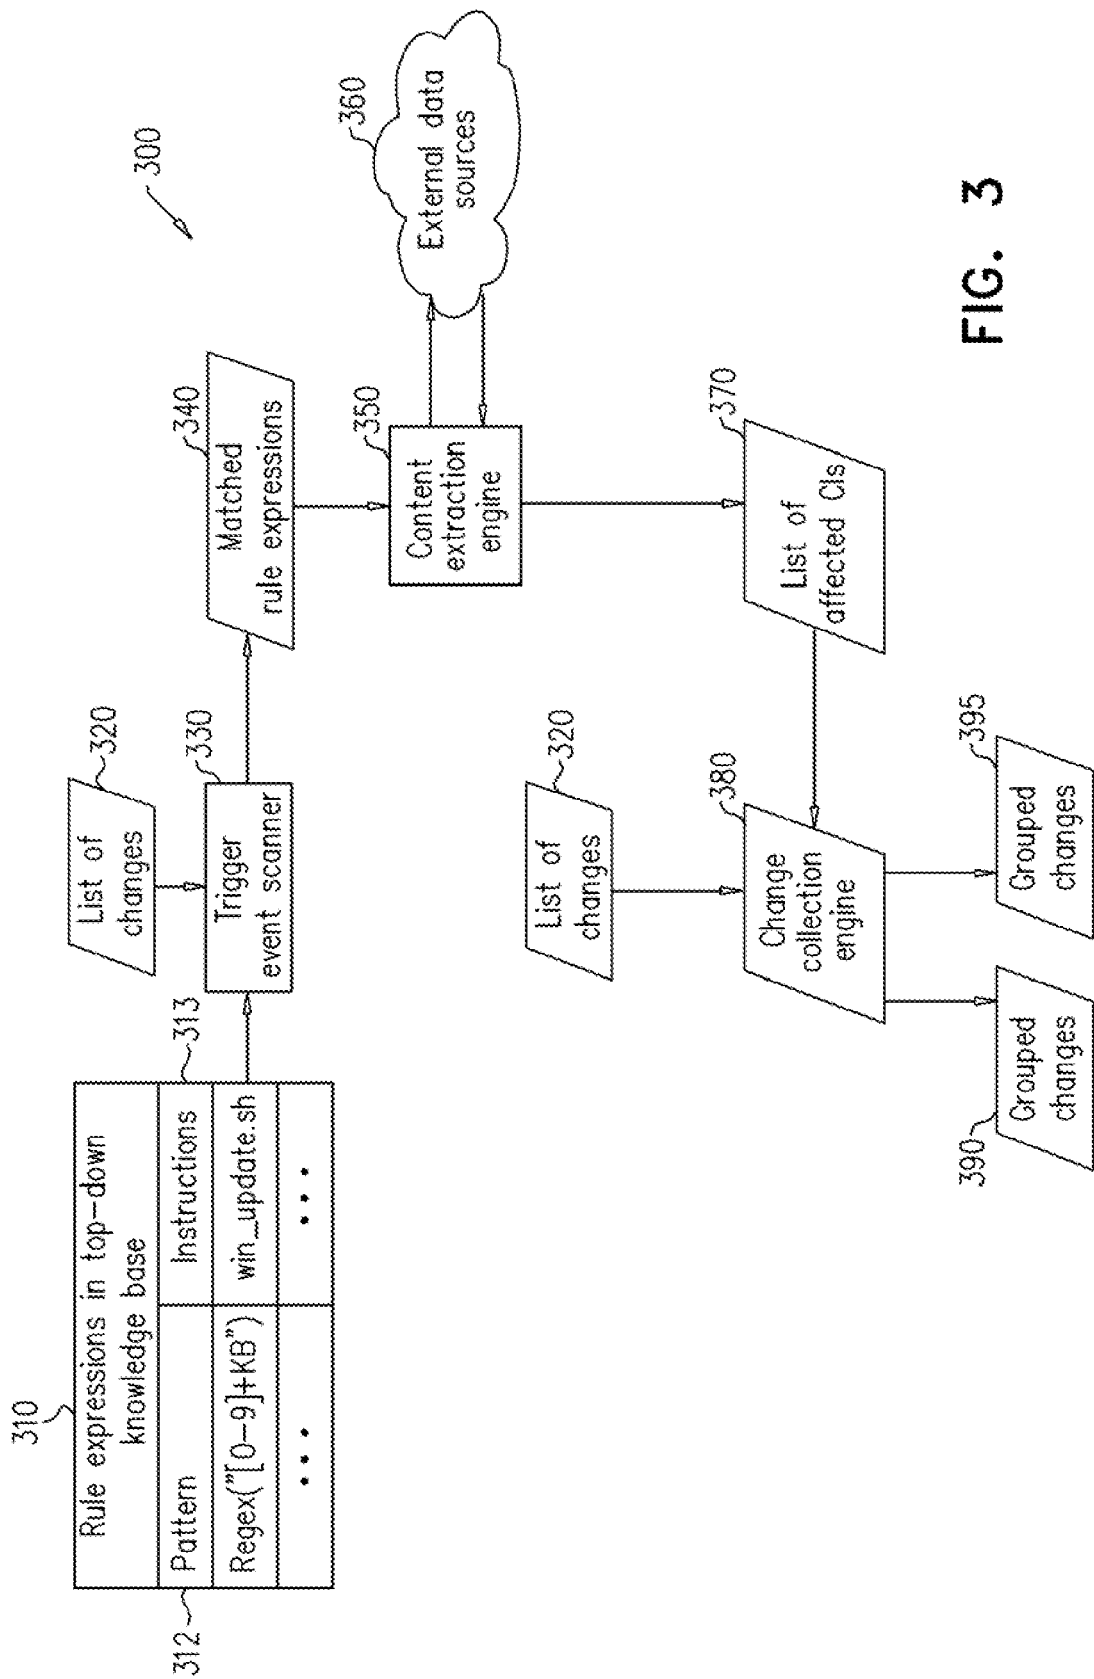 300
310
Rule expressions in top-down
knowledge base
312
Pattern
Instructions
313
Regex("[0-9]+KB")
win_update.sh
...
...
List of
changes
320
Trigger
event scanner
330
Matched
rule expressions
340
Content
extraction
engine
350
External data
sources
360
List of
changes
320
List of
affected CIs
370
Change
collection
engine
380
Grouped
changes
390
Grouped
changes
395
FIG. 3